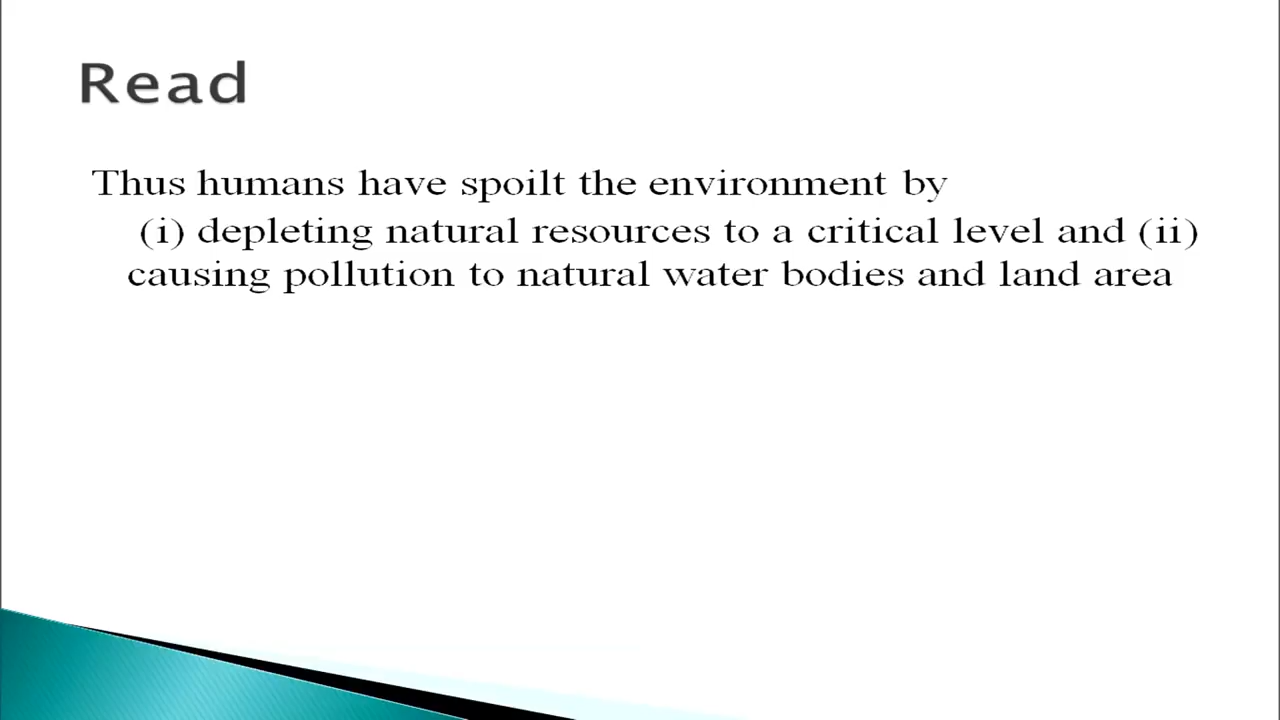 Read
Thus humans have spoilt the environment by
(i) depleting natural resources to a critical level and (ii)
causing pollution to natural water bodies and land area